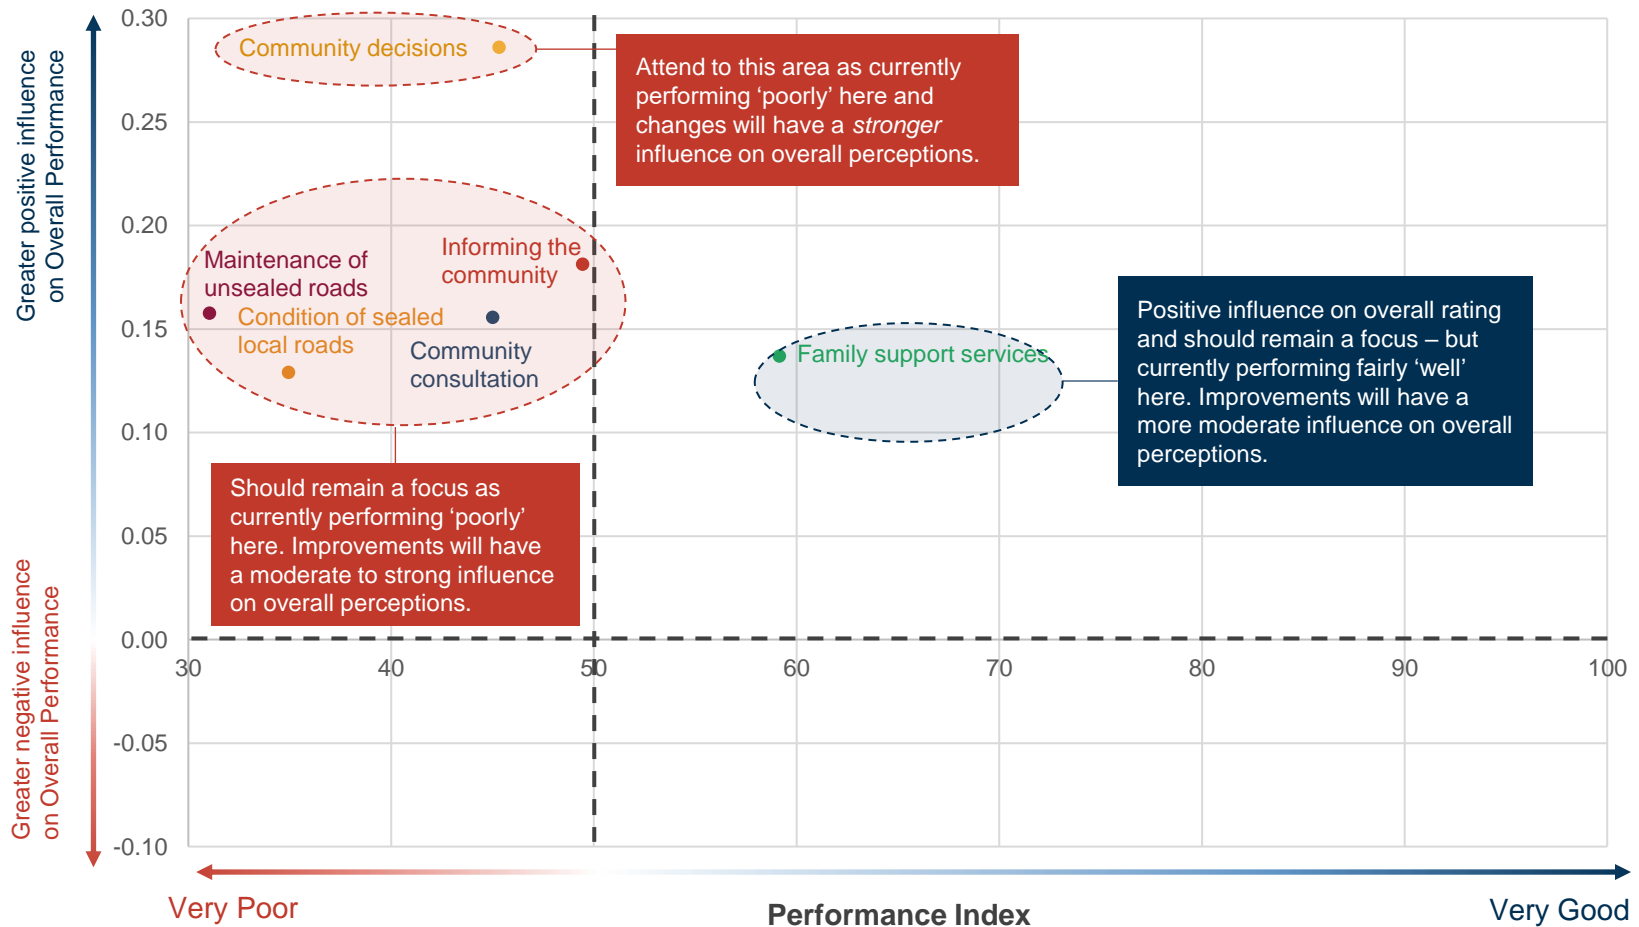 Greater positive influence
on Overall Performance
Greater negative influence
on Overall Performance
0.30
0.25
0.20
0.15
0.10
0.05
0.00
-0.05
-0.10
Community decisions
Attend to this area as currently
performing ‘poorly’ here and
changes will have a stronger
influence on overall perceptions.
Maintenance of
unsealed roads
Informing the
community
Condition of sealed
local roads
Community
consultation
Family support services
Positive influence on overall rating
and should remain a focus – but
currently performing fairly ‘well’
here. Improvements will have a
more moderate influence on overall
perceptions.
Should remain a focus as
currently performing ‘poorly’
here. Improvements will have
a moderate to strong influence
on overall perceptions.
30 40 50 60 70 80 90 100
Very Poor
Performance Index
Very Good